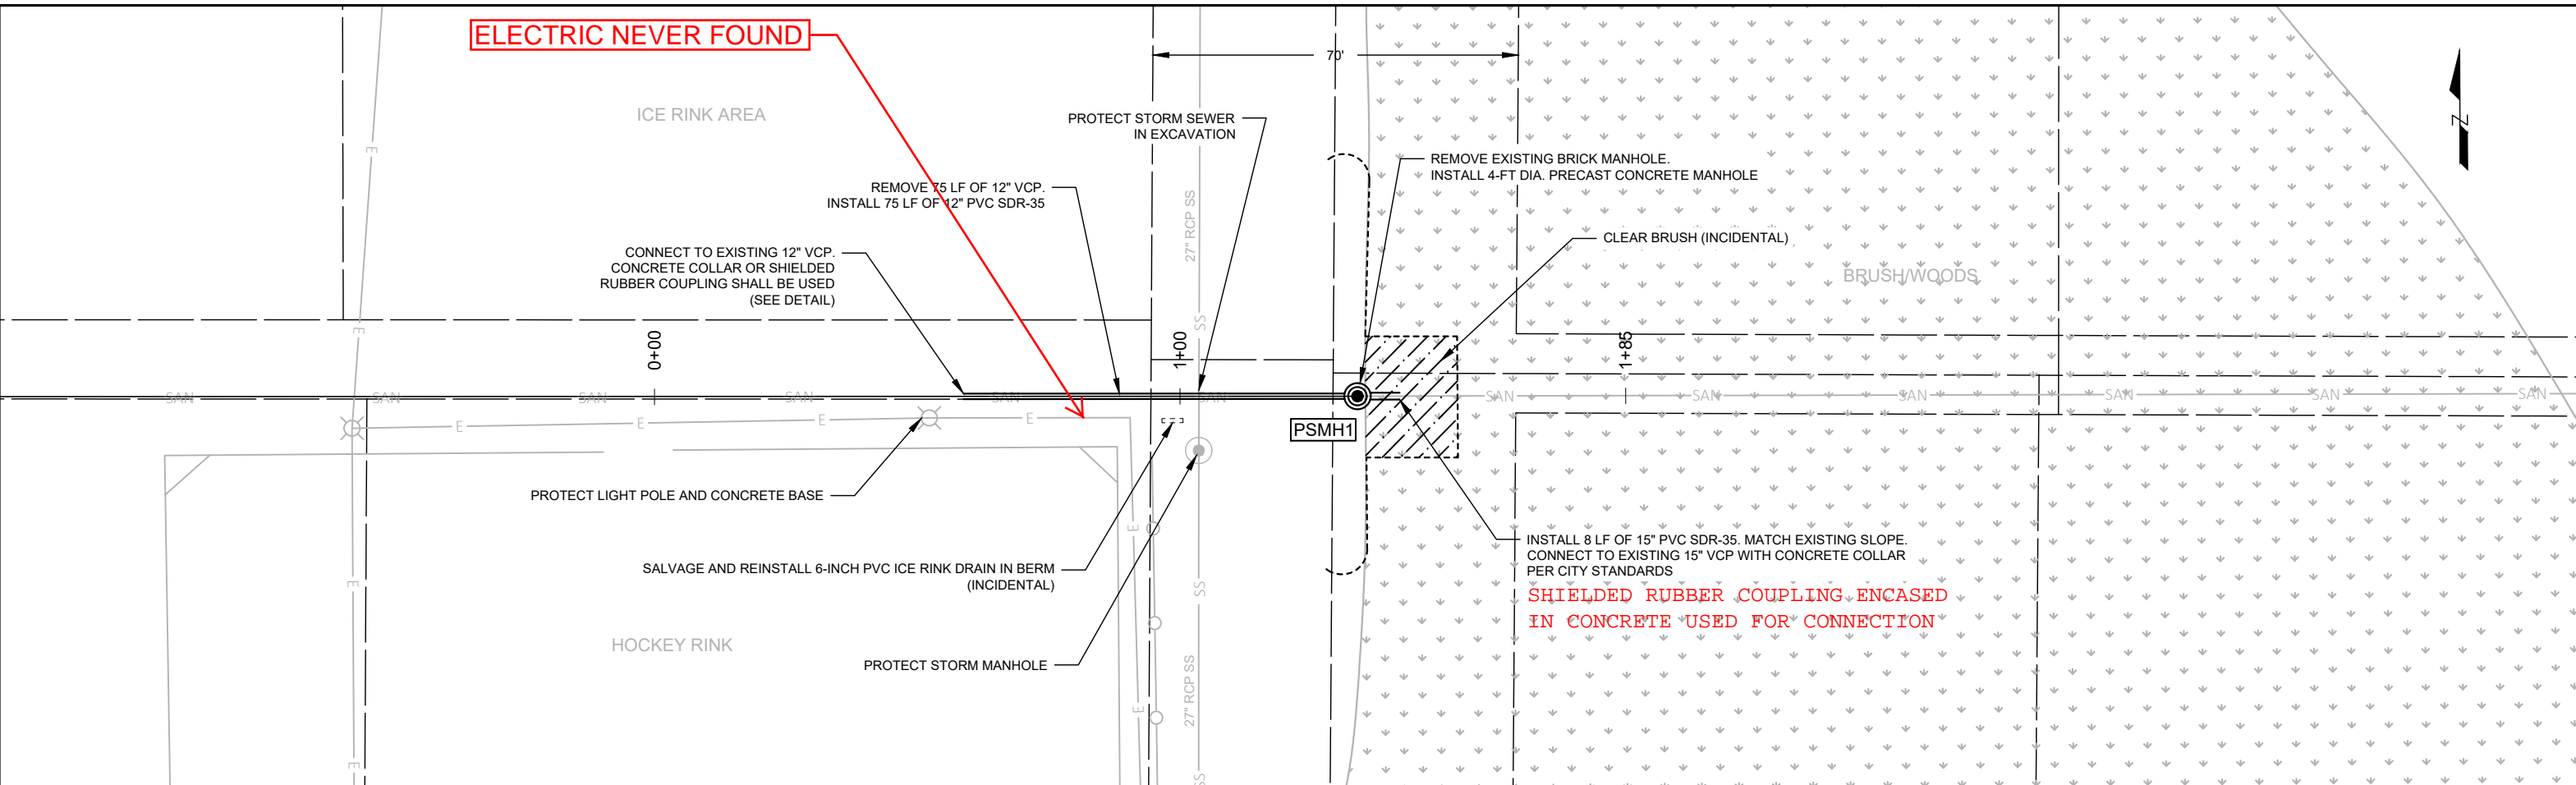 ELECTRIC NEVER FOUND
70'
ICE RINK AREA
PROTECT STORM SEWER
IN EXCAVATION
Z
E
REMOVE EXISTING BRICK MANHOLE.
INSTALL 4-FT DIA. PRECAST CONCRETE MANHOLE
REMOVE 75 LF OF 12" VCP.
INSTALL 75 LF OF 12" PVC SDR-35
27" RCP SS
CLEAR BRUSH (INCIDENTAL)
CONNECT TO EXISTING 12" VCP.
CONCRETE COLLAR OR SHIELDED
RUBBER COUPLING SHALL BE USED
(SEE DETAIL)
BRUSH/WOODS
E
SS
0+00
1+00
1+85
SAN
SAN
SAN
SAN
SAN
SAN
SAN
SAN
SAN
SAN
SAN
SAN
E
E
E
E
PSMH1
PROTECT LIGHT POLE AND CONCRETE BASE
E
INSTALL 8 LF OF 15" PVC SDR-35. MATCH EXISTING SLOPE.
CONNECT TO EXISTING 15" VCP WITH CONCRETE COLLAR
PER CITY STANDARDS
SALVAGE AND REINSTALL 6-INCH PVC ICE RINK DRAIN IN BERM
(INCIDENTAL)
E
SS
SHIELDED RUBBER COUPLING ENCASED
IN CONCRETE USED FOR CONNECTION
HOCKEY RINK
PROTECT STORM MANHOLE
27" RCP SS
E
E
SS